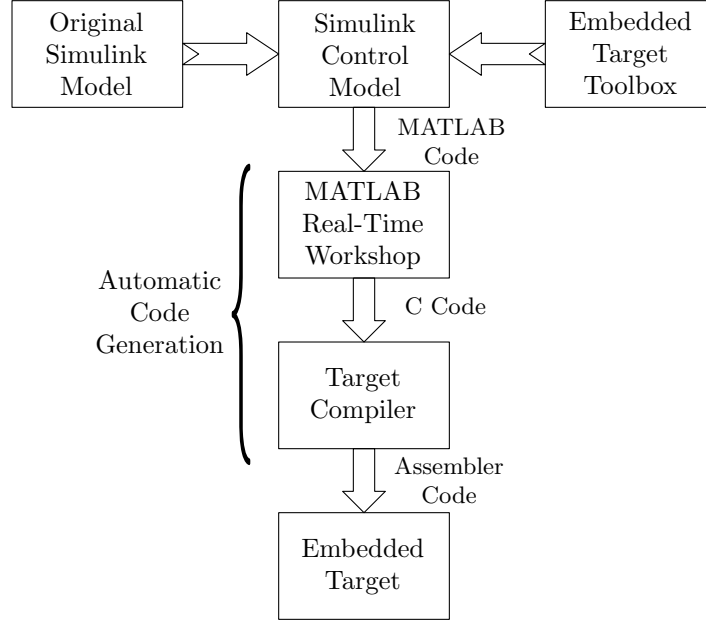 Original
Simulink
Model
Simulink
Control
Model
Embedded
Target
Toolbox
MATLAB
Code
MATLAB
Real-Time
Workshop
Automatic
Code
Generation
C Code
Target
Compiler
Assembler
Code
Embedded
Target